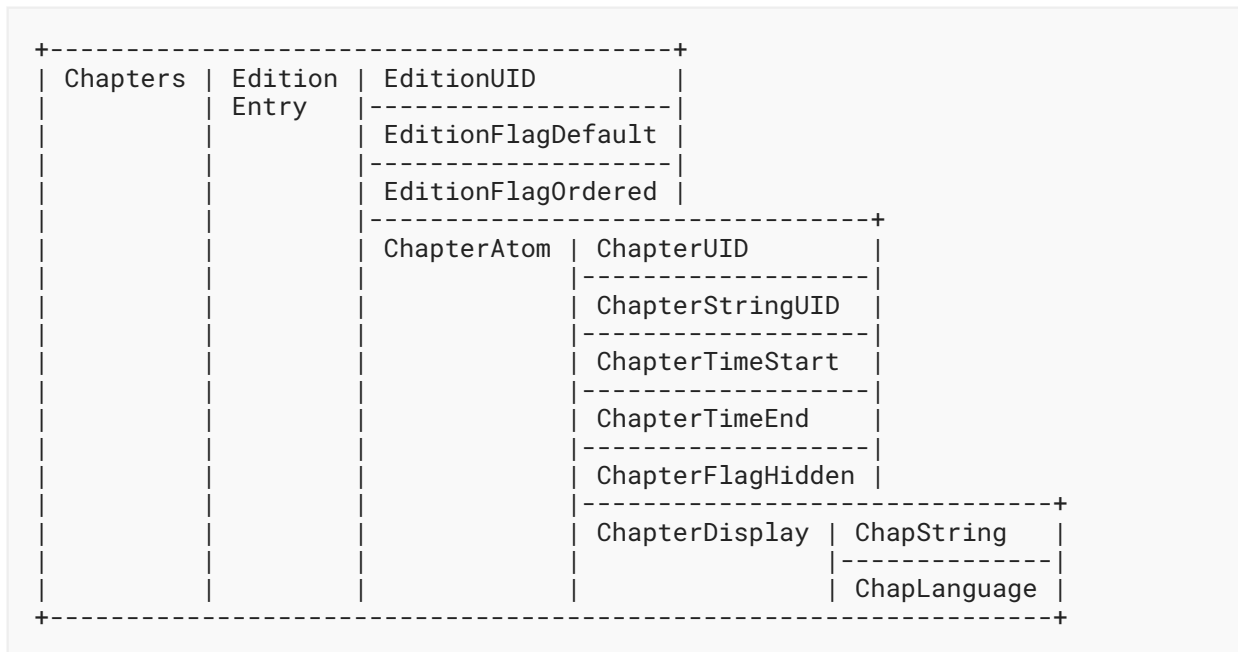 +-----------------------------------------+
| Chapters | Edition | EditionUID         |
|          | Entry   |--------------------|
|          |         | EditionFlagDefault |
|          |         |--------------------|
|          |         | EditionFlagOrdered |
|          |         |---------------------------------+
|          |         | ChapterAtom | ChapterUID        |
|          |         |             |-------------------|
|          |         |             | ChapterStringUID  |
|          |         |             |-------------------|
|          |         |             | ChapterTimeStart  |
|          |         |             |-------------------|
|          |         |             | ChapterTimeEnd    |
|          |         |             |-------------------|
|          |         |             | ChapterFlagHidden |
|          |         |             |-------------------------------+
|          |         |             | ChapterDisplay | ChapString   |
|          |         |             |                |--------------|
|          |         |             |                | ChapLanguage |
+------------------------------------------------------------------+